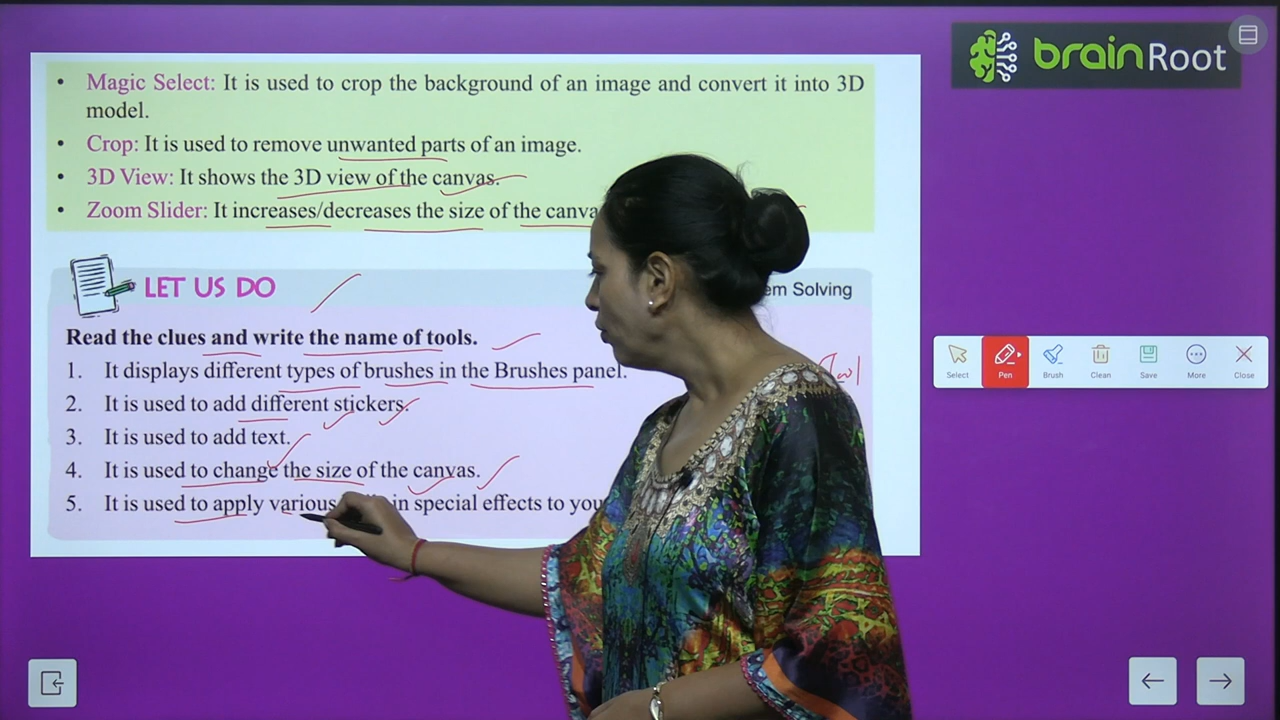 brainRoot
• Magic Select: It is used to crop the background of an image and convert it into 3D
model.
• Crop: It is used to remove unwanted parts of an image.
• 3D View: It shows the 3D view of the canvas.
• Zoom Slider: It increases/decreases the size of the canva
LET US DO
em Solving
Read the clues and write the name of tools.
1. It displays different types of brushes in the Brushes panel.
2. It is used to add different stickers.
3. It is used to add text.
4. It is used to change the size of the canvas.
5. It is used to apply various in special effects to you
Select Pen Brush Clean Save More Close